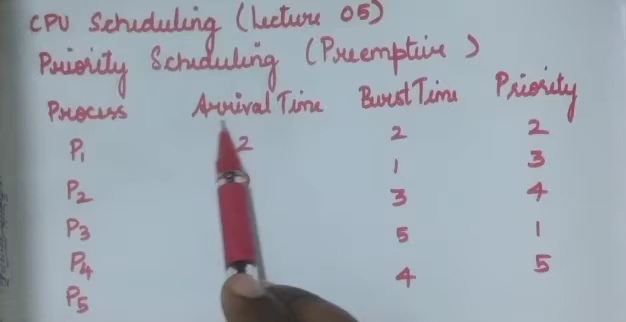 CPU Scheduling (Lecture 05)
Priority Scheduling (Preemptive)
Process Arrival Time Burst Time Priority
P1 2 2 2
P2 1 3
P3 3 4
P4 5 1
P5 4 5